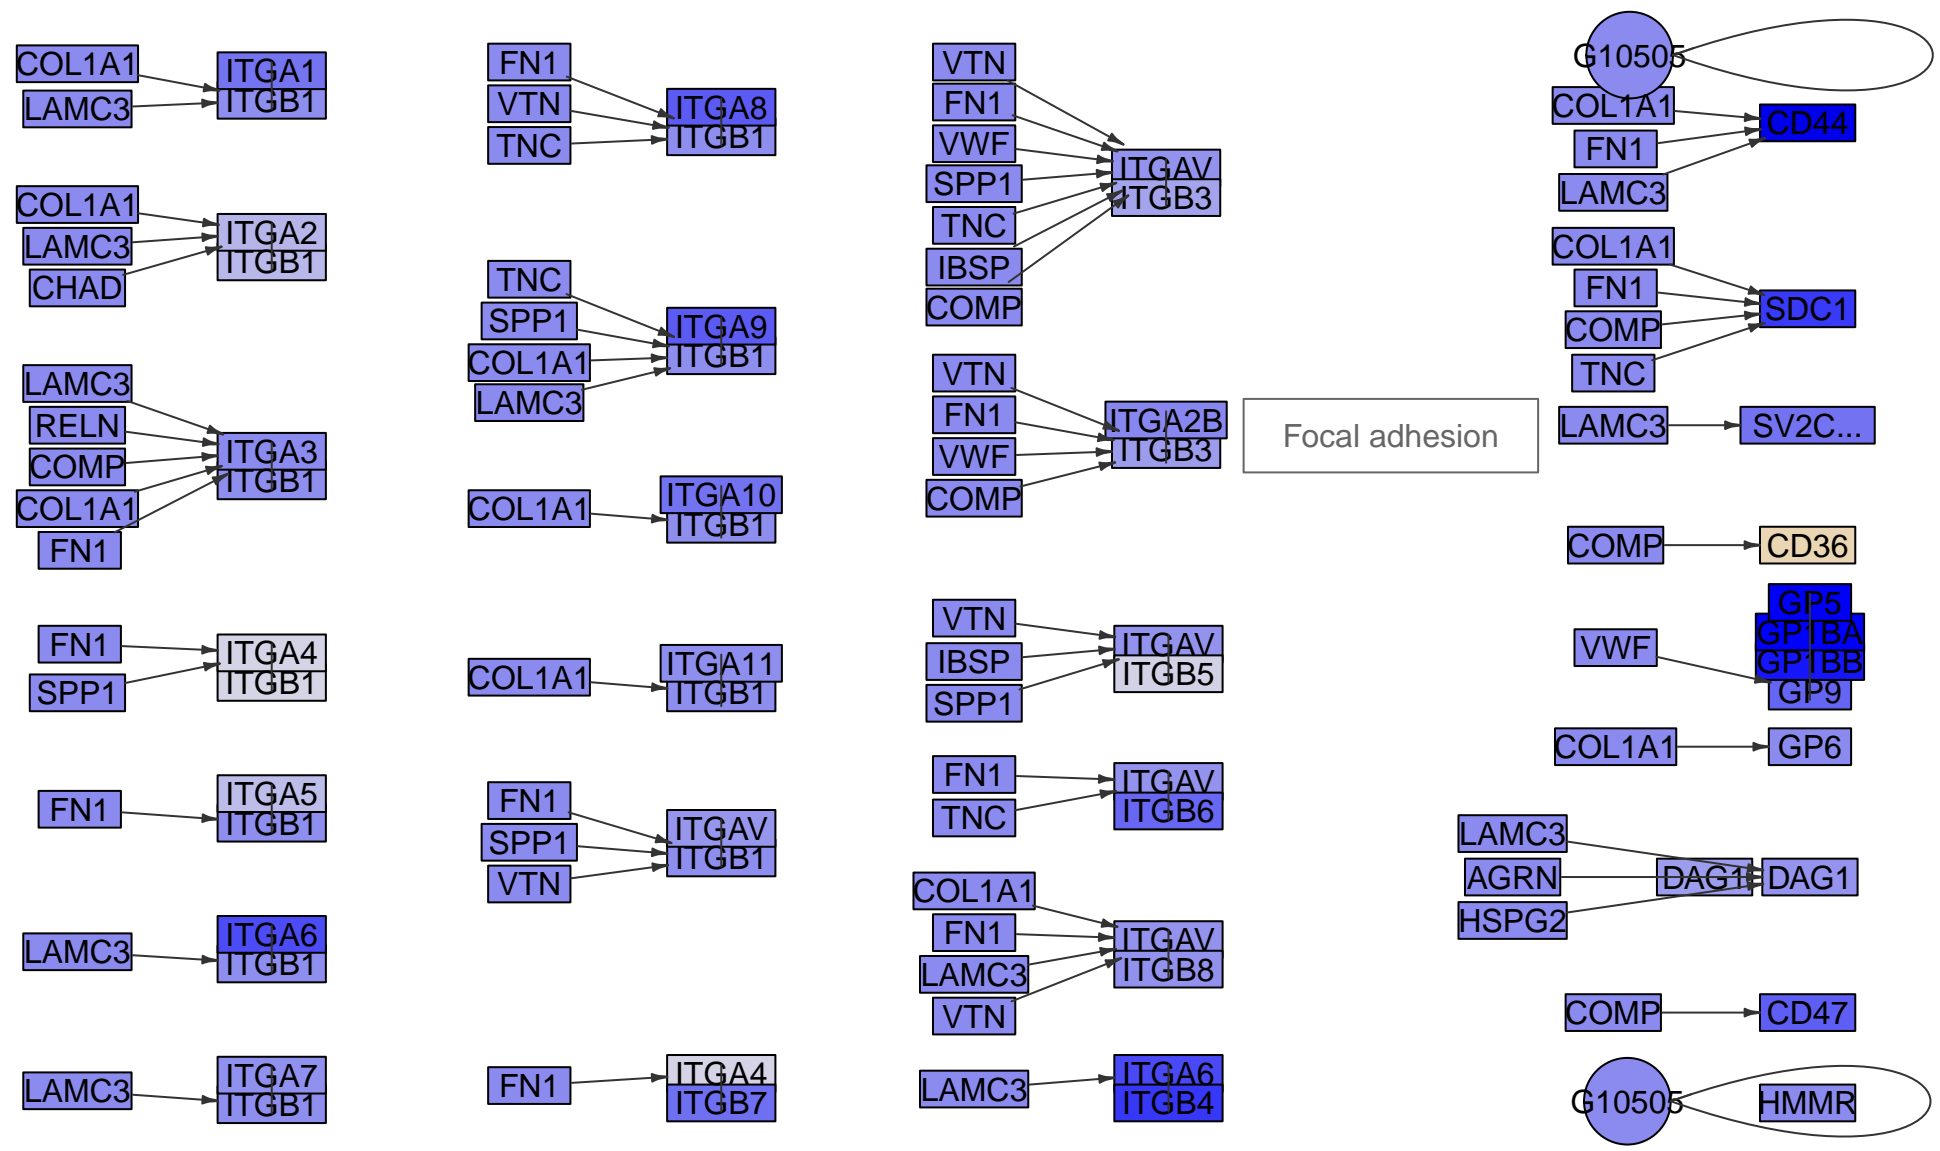 COL1A1
LAMC3
ITGA1
ITGB1
COL1A1
LAMC3
CHAD
ITGA2
ITGB1
LAMC3
RELN
COMP
COL1A1
FN1
ITGA3
ITGB1
FN1
SPP1
ITGA4
ITGB1
FN1
ITGA5
ITGB1
LAMC3
ITGA6
ITGB1
LAMC3
ITGA7
ITGB1
FN1
VTN
TNC
ITGA8
ITGB1
TNC
SPP1
COL1A1
LAMC3
ITGA9
ITGB1
COL1A1
ITGA10
ITGB1
COL1A1
ITGA11
ITGB1
FN1
SPP1
VTN
ITGAV
ITGB1
FN1
ITGA4
ITGB7
VTN
FN1
VWF
SPP1
TNC
IBSP
COMP
ITGAV
ITGB3
VTN
FN1
VWF
COMP
ITGA2B
ITGB3
Focal adhesion
VTN
IBSP
SPP1
ITGAV
ITGB5
FN1
TNC
ITGAV
ITGB6
COL1A1
FN1
LAMC3
VTN
ITGAV
ITGB8
LAMC3
ITGA6
ITGB4
G10505
COL1A1
FN1
LAMC3
CD44
COL1A1
FN1
COMP
TNC
SDC1
LAMC3
SV2C...
COMP
CD36
VWF
GP5
GP1BA
GP1BB
GP9
COL1A1
GP6
LAMC3
AGRN
HSPG2
DAG1
DAG1
COMP
CD47
G10505
HMMR